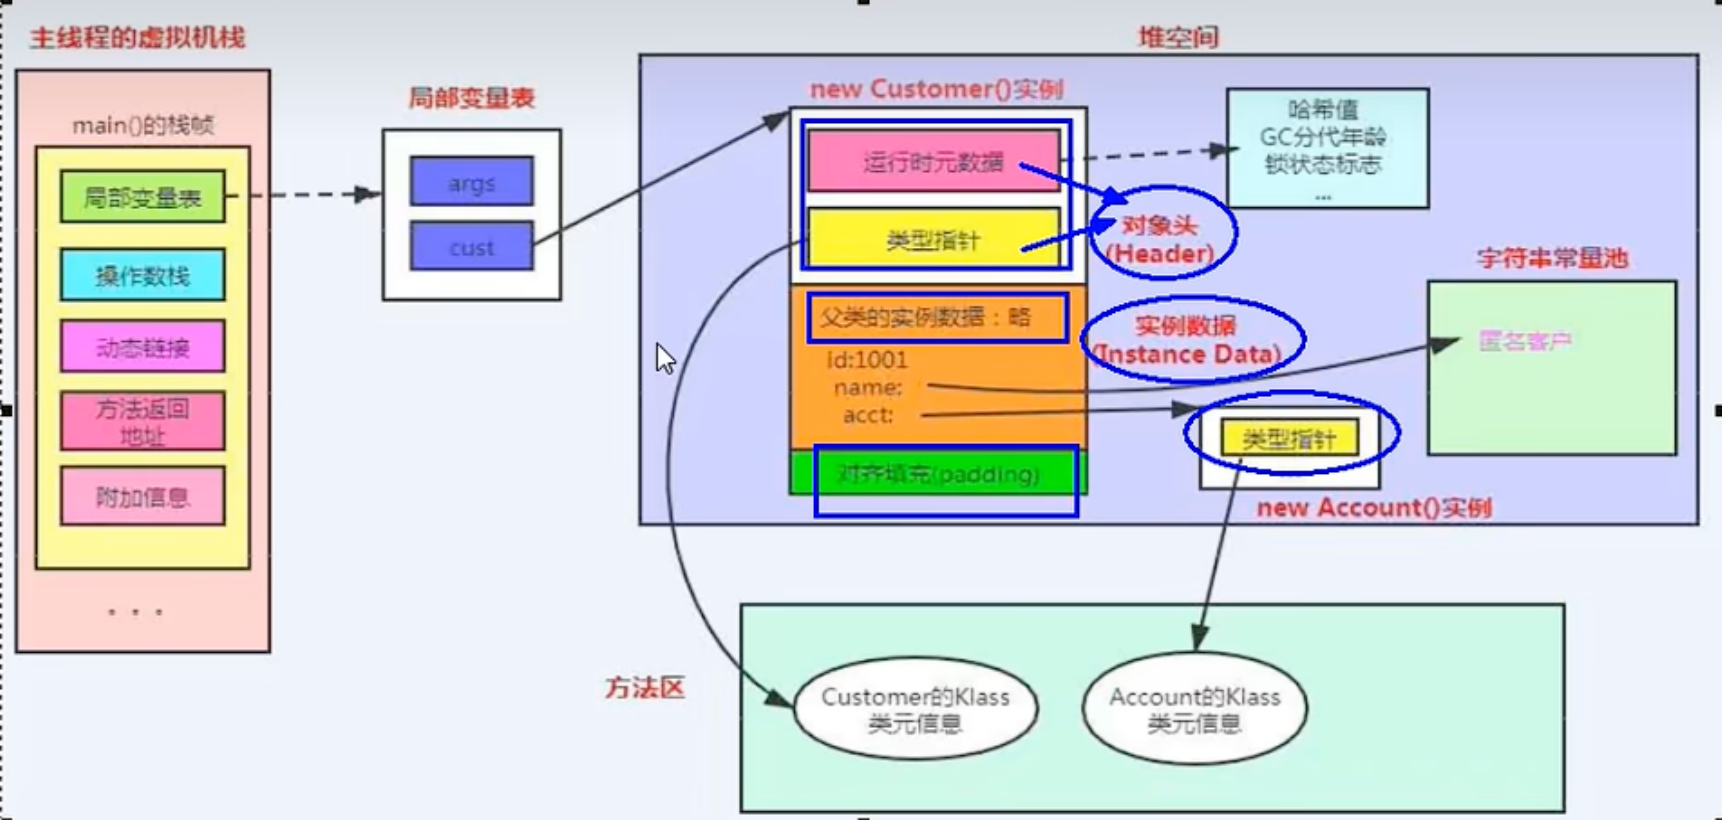 主线程的虚拟机栈
main()的栈帧
局部变量表
操作数栈
动态链接
方法返回
地址
附加信息
. . .
局部变量表
args
cust
堆空间
new Customer()实例
运行时元数据
类型指针
对象头
(Header)
哈希值
GC分代年龄
锁状态标志
...
父类的实例数据：略
id:1001
name:
acct:
实例数据
(Instance Data)
对齐填充(padding)
字符串常量池
匿名客户
类型指针
new Account()实例
方法区
Customer的Klass
类元信息
Account的Klass
类元信息